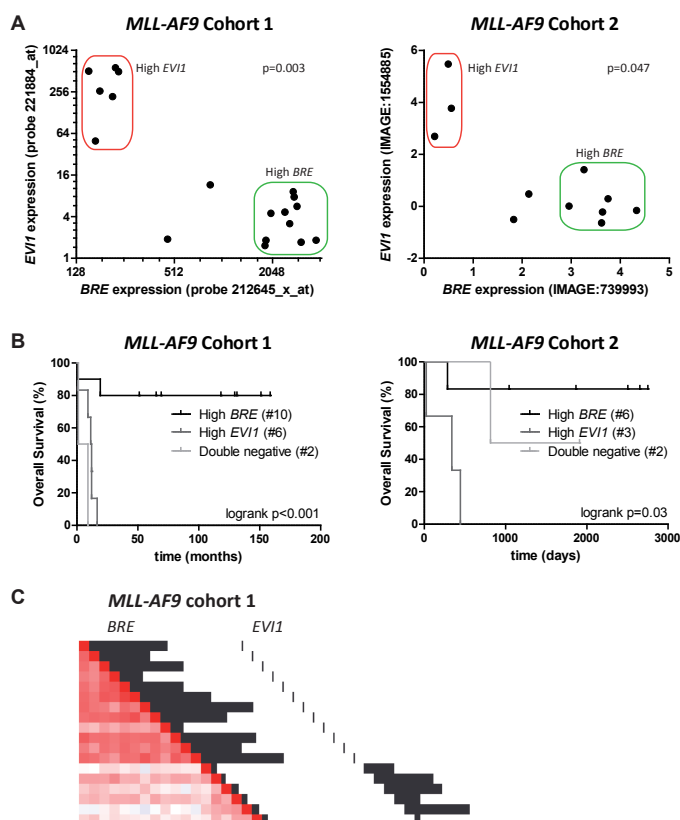 A
MLL-AF9 Cohort 1
MLL-AF9 Cohort 2
EVI1 expression (probe 221884_at)
1024
256
64
16
4
1
High EVI1
p=0.003
High BRE
128
512
2048
BRE expression (probe 212645_x_at)
EVI1 expression (IMAGE:1554885)
6
4
2
0
-2
High EVI1
p=0.047
High BRE
0
1
2
3
4
5
BRE expression (IMAGE:739993)
B
MLL-AF9 Cohort 1
MLL-AF9 Cohort 2
Overall Survival (%)
100
80
60
40
20
0
High BRE (#10)
High EVI1 (#6)
Double negative (#2)
logrank p<0.001
0
50
100
150
200
time (months)
Overall Survival (%)
100
80
60
40
20
0
High BRE (#6)
High EVI1 (#3)
Double negative (#2)
logrank p=0.03
0
1000
2000
3000
time (days)
C
MLL-AF9 cohort 1
BRE
EVI1